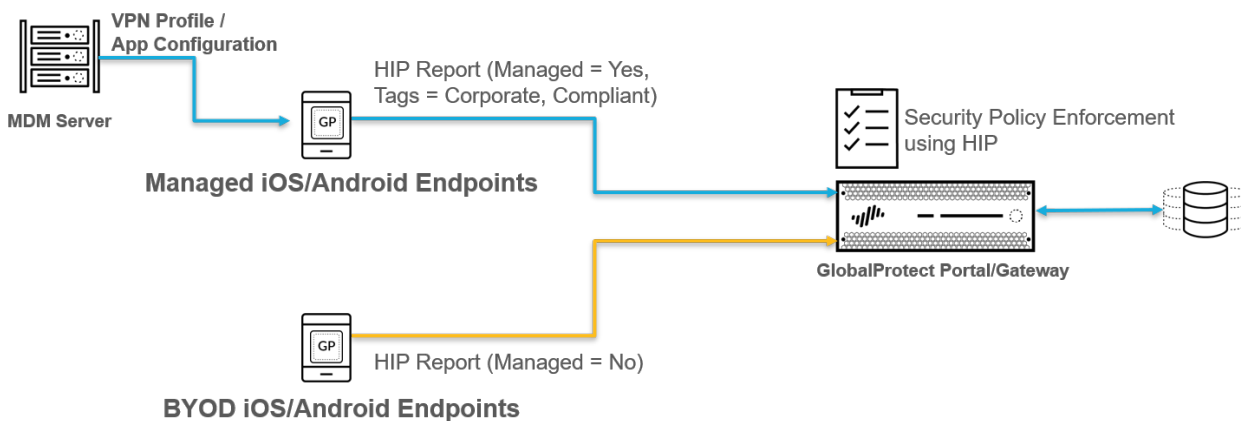 VPN Profile /
App Configuration
MDM Server
HIP Report (Managed = Yes,
Tags = Corporate, Compliant)
GP
Managed iOS/Android Endpoints
Security Policy Enforcement
using HIP
GlobalProtect Portal/Gateway
GP
HIP Report (Managed = No)
BYOD iOS/Android Endpoints